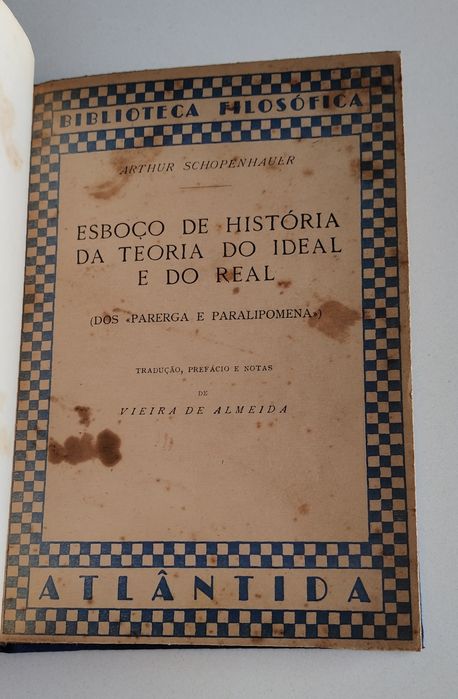 BIBLIOTECA FILOSÓFICA
ARTHUR SCHOPENHAUER
ESBOÇO DE HISTÓRIA
DA TEORIA DO IDEAL
E DO REAL
(DOS «PARERGA E PARALIPOMENA»)
TRADUÇÃO, PREFÁCIO E NOTAS
DE
VIEIRA DE ALMEIDA
ATLÂNTIDA